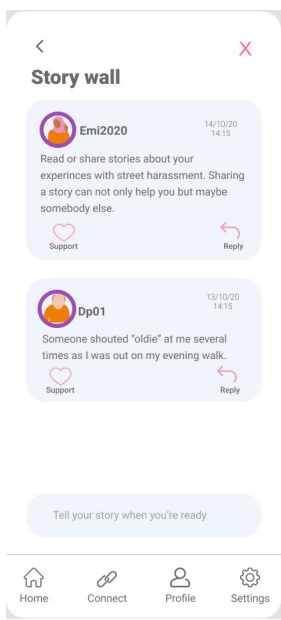 X
Story wall
Emi2020
14/10/20
14:15
Read or share stories about your
experinces with street harassment. Sharing
a story can not only help you but maybe
somebody else.
Support
Reply
Dp01
13/10/20
14:15
Someone shouted "oldie" at me several
times as I was out on my evening walk.
Support
Reply
Tell your story when you're ready
Home
Connect
Profile
Settings